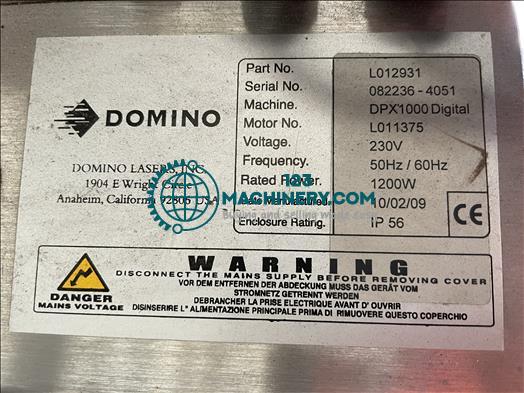 DOMINO
DOMINO LASERS, INC.
1904 E Wright Circle
Anaheim, California 92806 USA
Part No. L012931
Serial No. 082236 - 4051
Machine. DPX1000 Digital
Motor No. L011375
Voltage. 230V
Frequency. 50Hz / 60Hz
Rated Power. 1200W
Date Manufactured. 10/02/09
Enclosure Rating. IP 56
CE
123
MACHINERY.COM
WARNING
DISCONNECT THE MAINS SUPPLY BEFORE REMOVING COVER
VOR DEM ENTFERNEN DER ABDECKUNG MUSS DAS GERÄT VOM
STROMNETZ GETRENNT WERDEN
DEBRANCHER LA PRISE ELECTRIQUE AVANT D' OUVRIR
DISINSERIRE L' ALIMENTAZIONE PRINCIPALE PRIMA DI RIMUOVERE QUESTO COPERCHIO
DANGER
MAINS VOLTAGE